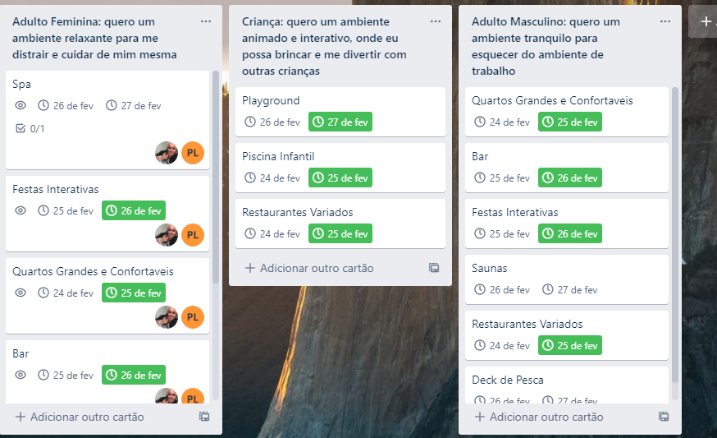 Adulto Feminina: quero um
ambiente relaxante para me
distrair e cuidar de mim mesma
Spa
26 de fev 27 de fev
0/1
PL
Festas Interativas
25 de fev 26 de fev
PL
Quartos Grandes e Confortaveis
24 de fev 25 de fev
PL
Bar
25 de fev 26 de fev
PL
+ Adicionar outro cartão
Criança: quero um ambiente
animado e interativo, onde eu
possa brincar e me divertir com
outras crianças
Playground
26 de fev 27 de fev
Piscina Infantil
24 de fev 25 de fev
Restaurantes Variados
24 de fev 25 de fev
+ Adicionar outro cartão
Adulto Masculino: quero um
ambiente tranquilo para
esquecer do ambiente de
trabalho
Quartos Grandes e Confortaveis
24 de fev 25 de fev
Bar
25 de fev 26 de fev
Festas Interativas
25 de fev 26 de fev
Saunas
26 de fev 27 de fev
Restaurantes Variados
24 de fev 25 de fev
Deck de Pesca
26 de fev 27 de fev
+ Adicionar outro cartão